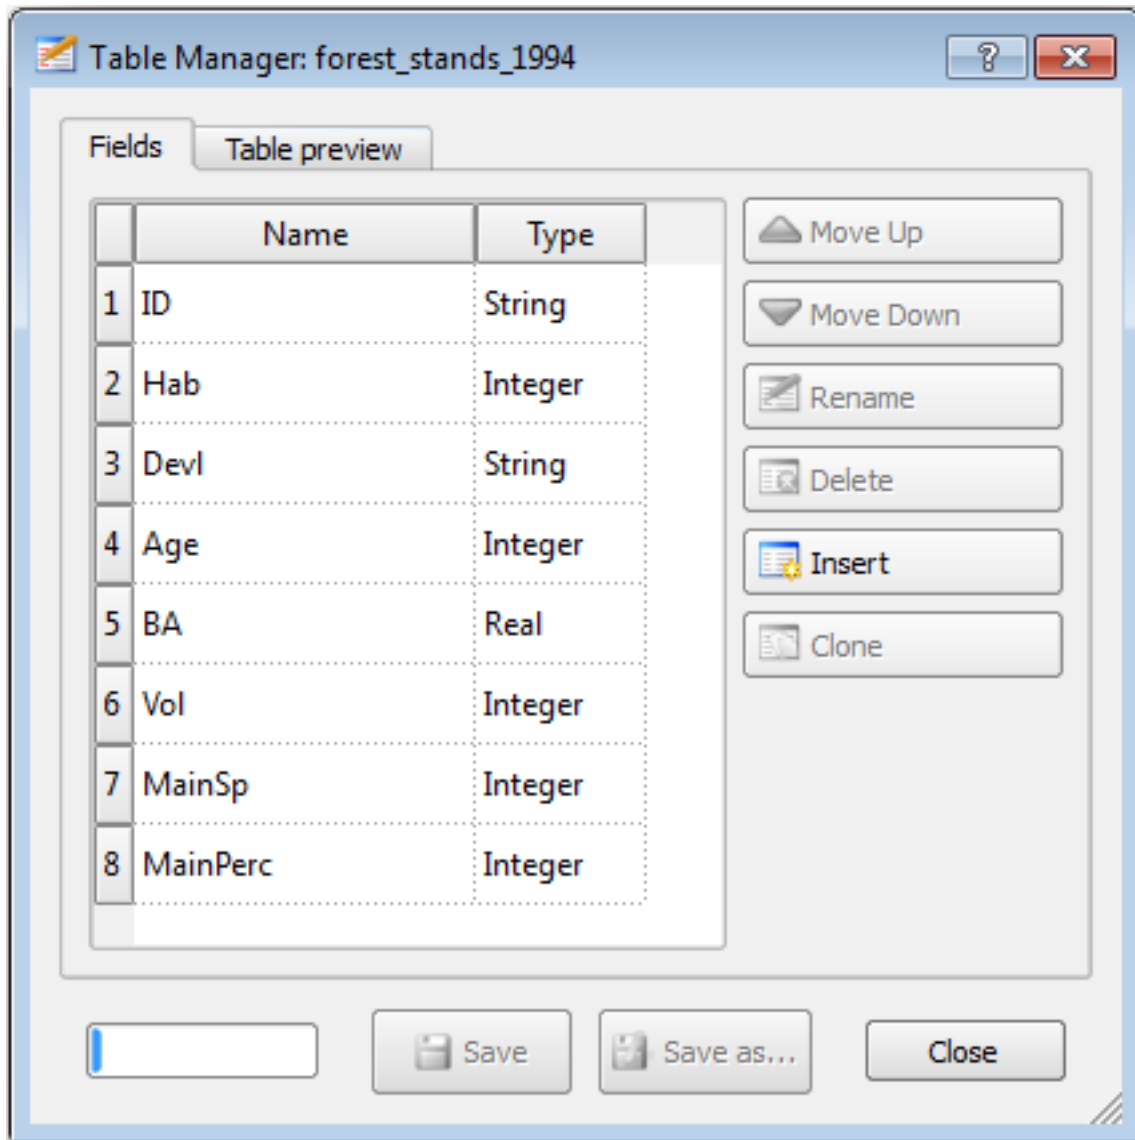 Table Manager: forest_stands_1994
?
Fields Table preview
Name Type
1 ID String
2 Hab Integer
3 Devl String
4 Age Integer
5 BA Real
6 Vol Integer
7 MainSp Integer
8 MainPerc Integer
Move Up
Move Down
Rename
Delete
Insert
Clone
Save Save as... Close